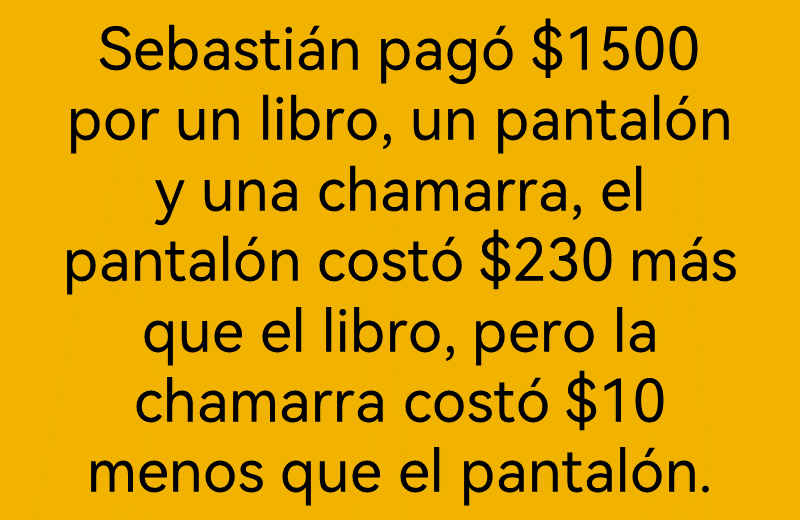 Sebastián pagó $1500
por un libro, un pantalón
y una chamarra, el
pantalón costó $230 más
que el libro, pero la
chamarra costó $10
menos que el pantalón.